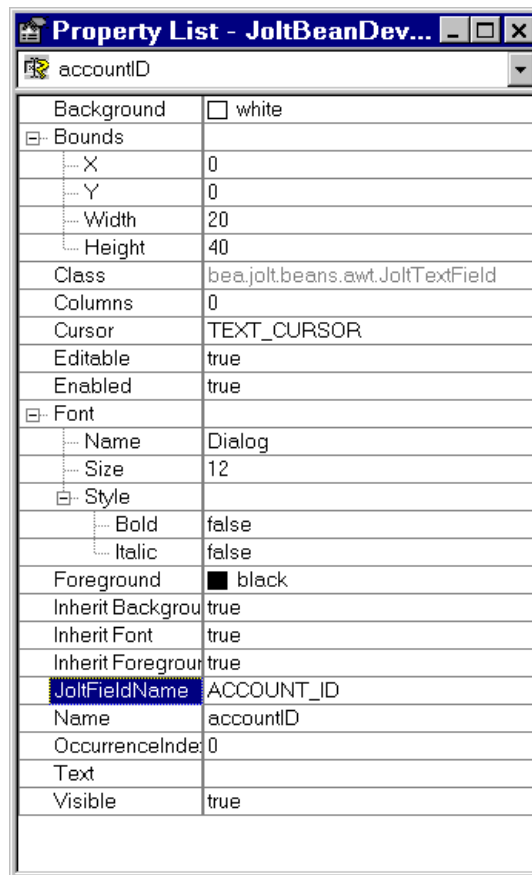 Property List - JoltBeanDev...
accountID
Background white
Bounds
X 0
Y 0
Width 20
Height 40
Class bea.jolt.beans.awt.JoltTextField
Columns 0
Cursor TEXT_CURSOR
Editable true
Enabled true
Font
Name Dialog
Size 12
Style
Bold false
Italic false
Foreground black
Inherit Backgrou true
Inherit Font true
Inherit Foregroun true
JoltFieldName ACCOUNT_ID
Name accountID
OccurrenceInde: 0
Text
Visible true